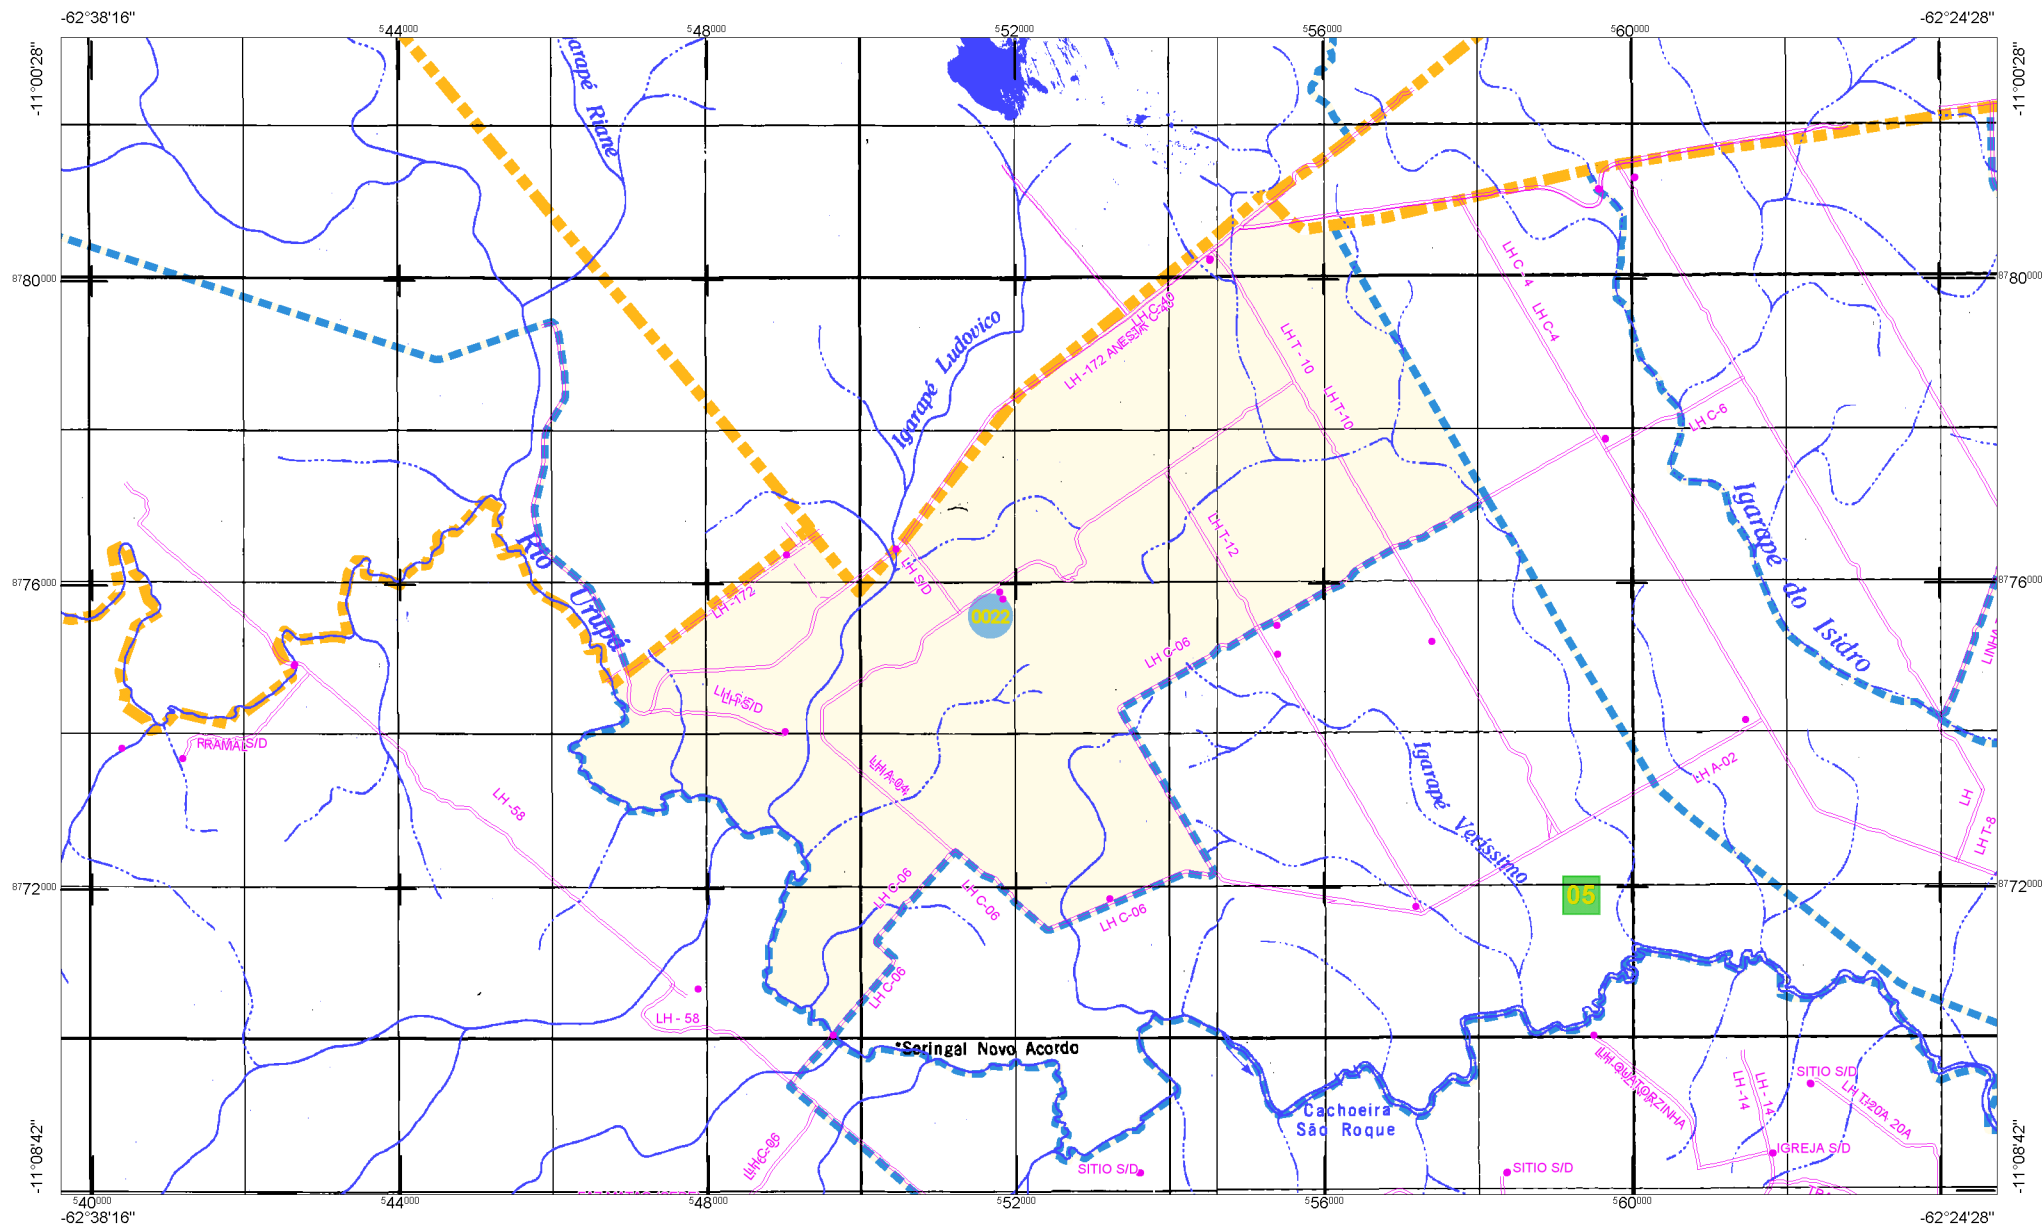 -62°38'16"
544000
548000
552000
556000
560000
-62°24'28"
-11°00'28"
-11°00'28"
Igarapé Riane
8780000
8780000
LH C-40
LH -172 ANESTAR C-40
LH T - 10
LH T-10
LH C-4
LH C-4
LH C-6
Igarapé Ludovico
Igarapé do Isidro
LH T-12
LH S/D
8776000
8776000
Rio Urupá
LH -172
0022
LH C-06
LINHA
LH S/D
LH S/D
RAMAL S/D
LH A-04
LH -58
Igarapé Veríssimo
LH A-02
LH
LH T-8
8772000
8772000
05
LH C-06
LH C-06
LH C-06
LH C-06
LH - 58
Seringal Novo Acordo
Cachoeira
São Roque
LH QUATORZINHA
LH -14
LH - 14
SITIO S/D
LH T-20A
20A
IGREJA S/D
SITIO S/D
SITIO S/D
LH C-06
-11°08'42"
-11°08'42"
540000
544000
548000
552000
556000
560000
-62°38'16"
-62°24'28"